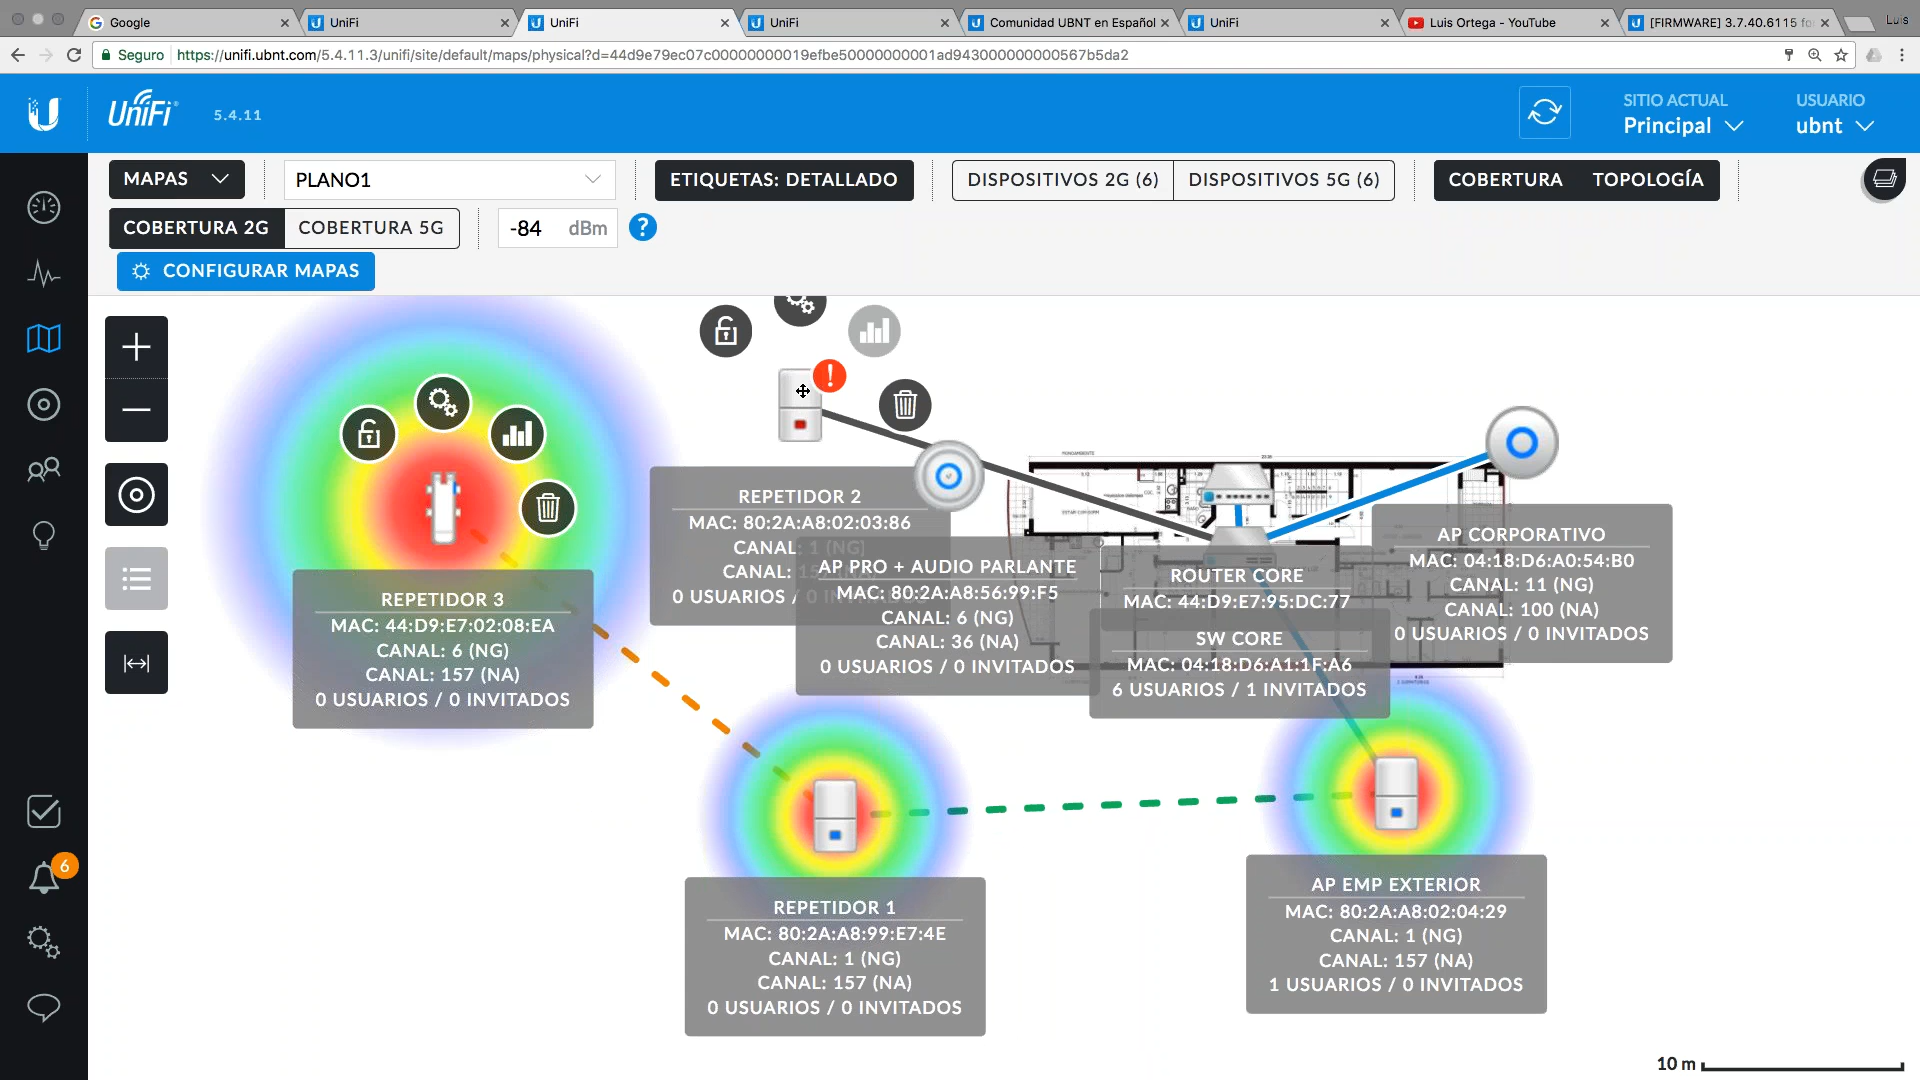 Google
UniFi
UniFi
UniFi
Comunidad UBNT en Español
UniFi
Luis Ortega - YouTube
[FIRMWARE] 3.7.40.6115 fo
Luis
Seguro
https://unifi.ubnt.com/5.4.11.3/unifi/site/default/maps/physical?d=44d9e79ec07c00000000019efbe50000000001ad943000000000567b5da2
UniFi
5.4.11
SITIO ACTUAL
Principal
USUARIO
ubnt
MAPAS
PLANO1
ETIQUETAS: DETALLADO
DISPOSITIVOS 2G (6)
DISPOSITIVOS 5G (6)
COBERTURA
TOPOLOGÍA
COBERTURA 2G
COBERTURA 5G
-84 dBm
?
CONFIGURAR MAPAS
6
REPETIDOR 3
MAC: 44:D9:E7:02:08:EA
CANAL: 6 (NG)
CANAL: 157 (NA)
0 USUARIOS / 0 INVITADOS
REPETIDOR 2
MAC: 80:2A:A8:02:03:86
CANAL: 1 (NG)
CANAL:
0 USUARIOS /
AP PRO + AUDIO PARLANTE
MAC: 80:2A:A8:56:99:F5
CANAL: 6 (NG)
CANAL: 36 (NA)
0 USUARIOS / 0 INVITADOS
ROUTER CORE
MAC: 44:D9:E7:95:DC:77
SW CORE
MAC: 04:18:D6:A1:1F:A6
6 USUARIOS / 1 INVITADOS
AP CORPORATIVO
MAC: 04:18:D6:A0:54:B0
CANAL: 11 (NG)
CANAL: 100 (NA)
0 USUARIOS / 0 INVITADOS
REPETIDOR 1
MAC: 80:2A:A8:99:E7:4E
CANAL: 1 (NG)
CANAL: 157 (NA)
0 USUARIOS / 0 INVITADOS
AP EMP EXTERIOR
MAC: 80:2A:A8:02:04:29
CANAL: 1 (NG)
CANAL: 157 (NA)
1 USUARIOS / 0 INVITADOS
10 m